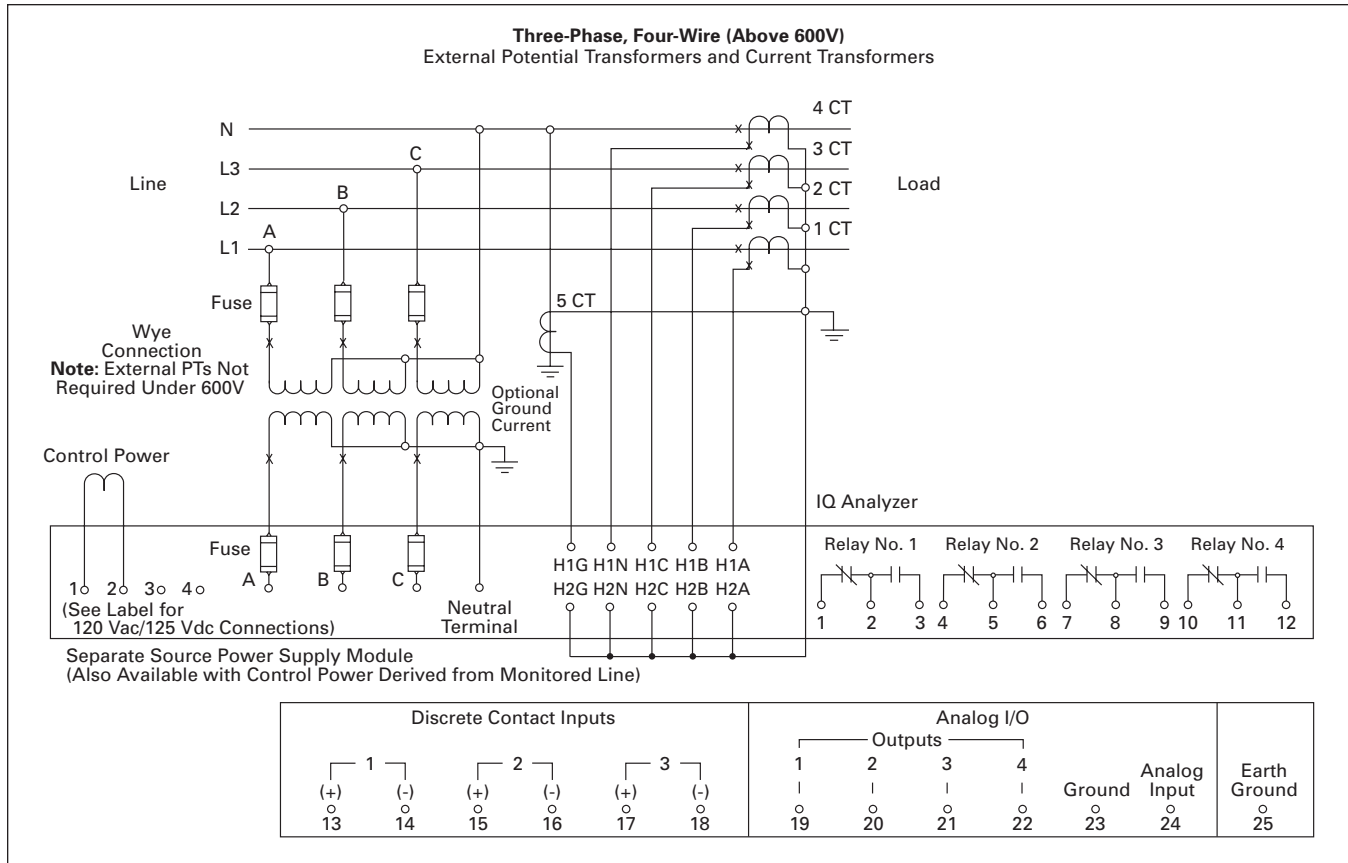 Three-Phase, Four-Wire (Above 600V)
External Potential Transformers and Current Transformers
4 CT
N
3 CT
C
L3
Line
Load
2 CT
B
L2
1 CT
A
L1
Fuse
5 CT
Wye
Connection
Note: External PTs Not
Required Under 600V
Optional
Ground
Current
Control Power
IQ Analyzer
Fuse
A B C
H1G H1N H1C H1B H1A
H2G H2N H2C H2B H2A
Relay No. 1 Relay No. 2 Relay No. 3 Relay No. 4
1 2 3 4
(See Label for
120 Vac/125 Vdc Connections)
Neutral
Terminal
1 2 3 4 5 6 7 8 9 10 11 12
Separate Source Power Supply Module
(Also Available with Control Power Derived from Monitored Line)
Discrete Contact Inputs
1 2 3
(+) (-) (+) (-) (+) (-)
13 14 15 16 17 18
Analog I/O
Outputs
1 2 3 4
Ground
Analog
Input
19 20 21 22 23 24
Earth
Ground
25